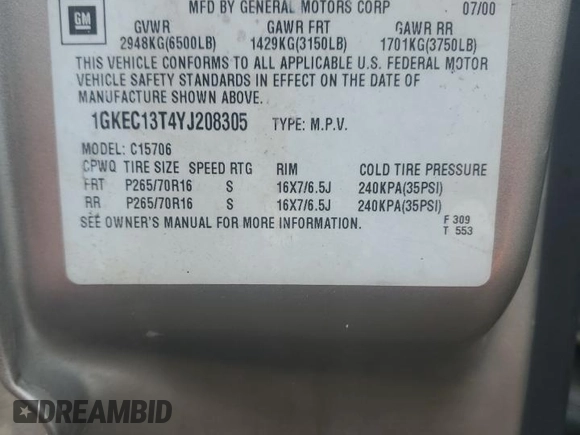 MFD BY GENERAL MOTORS CORP 07/00
GM
GVWR GAWR FRT GAWR RR
2948KG(6500LB) 1429KG(3150LB) 1701KG(3750LB)
THIS VEHICLE CONFORMS TO ALL APPLICABLE U.S. FEDERAL MOTOR
VEHICLE SAFETY STANDARDS IN EFFECT ON THE DATE OF
MANUFACTURE SHOWN ABOVE.
1GKEC13T4YJ208305 TYPE: M.P.V.
MODEL: C15706
CPWQ TIRE SIZE SPEED RTG RIM COLD TIRE PRESSURE
FRT P265/70R16 S 16X7/6.5J 240KPA(35PSI)
RR P265/70R16 S 16X7/6.5J 240KPA(35PSI)
SEE OWNER'S MANUAL FOR MORE INFORMATION. F 309
T 553
DREAMBID